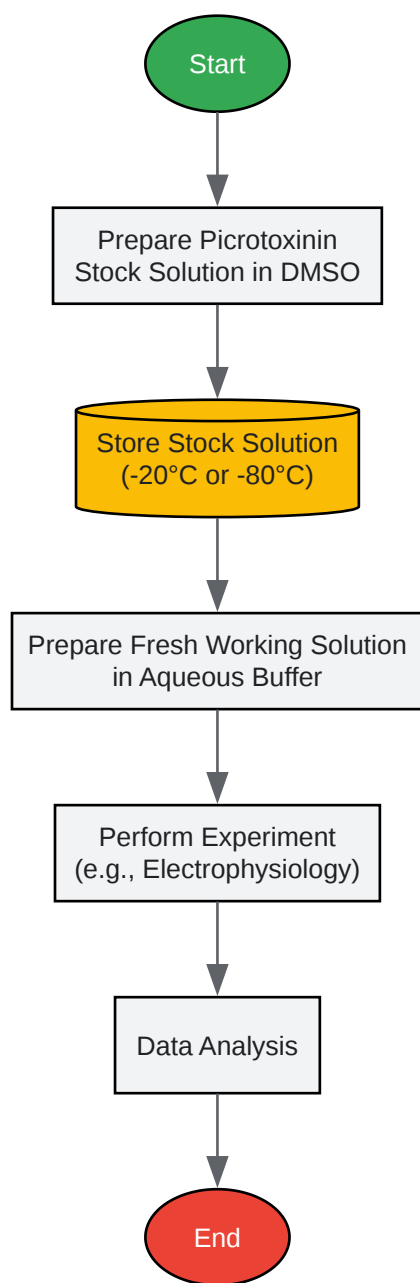 Start
Prepare Picrotoxinin
Stock Solution in DMSO
Store Stock Solution
(-20°C or -80°C)
Prepare Fresh Working Solution
in Aqueous Buffer
Perform Experiment
(e.g., Electrophysiology)
Data Analysis
End